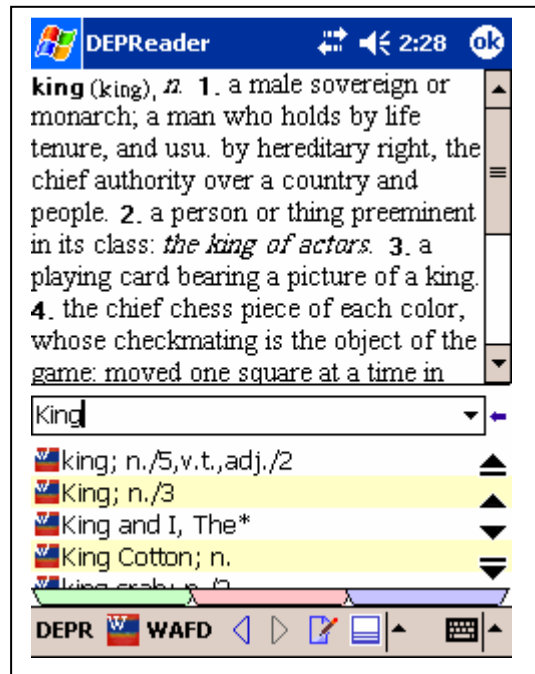 DEPReader 2:28 ok
king (king), n. 1. a male sovereign or
monarch; a man who holds by life
tenure, and usu. by hereditary right, the
chief authority over a country and
people. 2. a person or thing preeminent
in its class: the king of actors. 3. a
playing card bearing a picture of a king.
4. the chief chess piece of each color,
whose checkmating is the object of the
game: moved one square at a time in
King
king; n./5,v.t.,adj./2
King; n./3
King and I, The*
King Cotton; n.
king crab; n./2
DEPR W WAFD